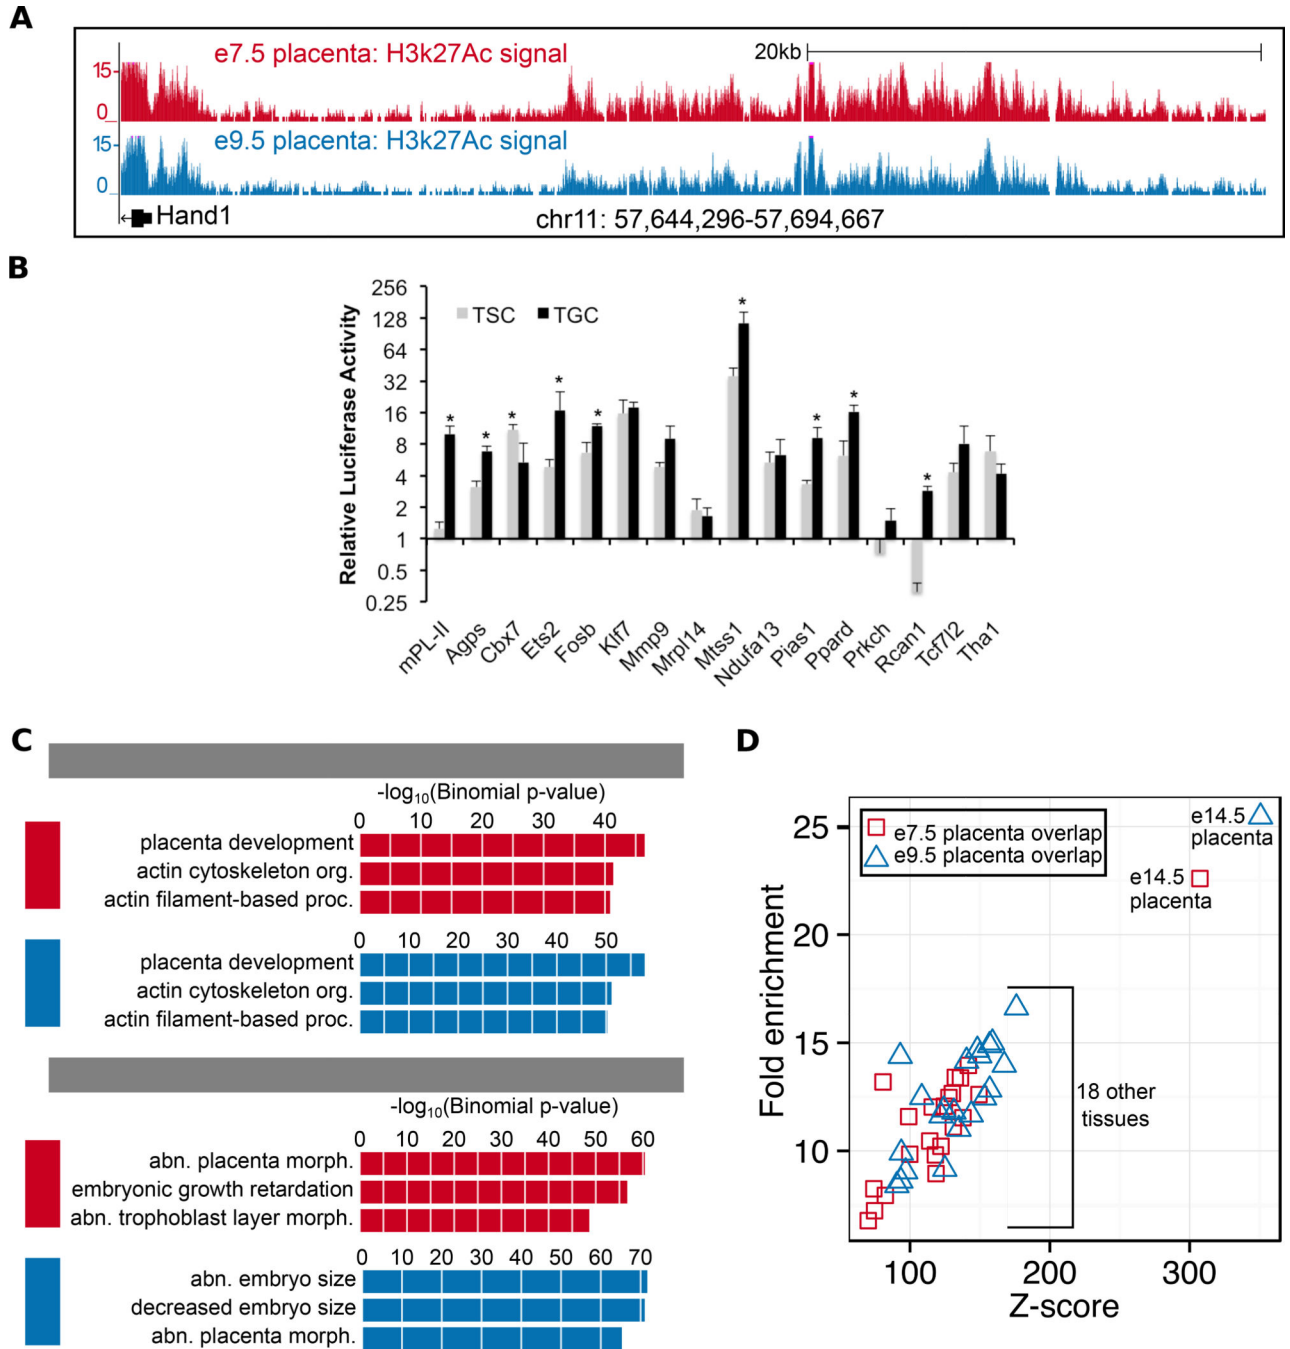 A
e7.5 placenta: H3k27Ac signal
20kb
15
0
e9.5 placenta: H3k27Ac signal
15
0
Hand1
chr11: 57,644,296-57,694,667
B
Relative Luciferase Activity
256
128
64
32
16
8
4
2
1
0.5
0.25
TSC TGC
* * * * * * * * *
mPL-II Agps Cbx7 Ets2 Fosb Klf7 Mmp9 Mrpl14 Mtss1 Ndufa13 Pias1 Ppard Prkch Rcan1 Tcf7l2 Tha1
C
-log10(Binomial p-value)
0 10 20 30 40
placenta development
actin cytoskeleton org.
actin filament-based proc.
0 10 20 30 40 50
placenta development
actin cytoskeleton org.
actin filament-based proc.
-log10(Binomial p-value)
0 10 20 30 40 50 60
abn. placenta morph.
embryonic growth retardation
abn. trophoblast layer morph.
0 10 20 30 40 50 60 70
abn. embryo size
decreased embryo size
abn. placenta morph.
D
Fold enrichment
25
20
15
10
e7.5 placenta overlap
e9.5 placenta overlap
e14.5
placenta
e14.5
placenta
18 other
tissues
100 200 300
Z-score